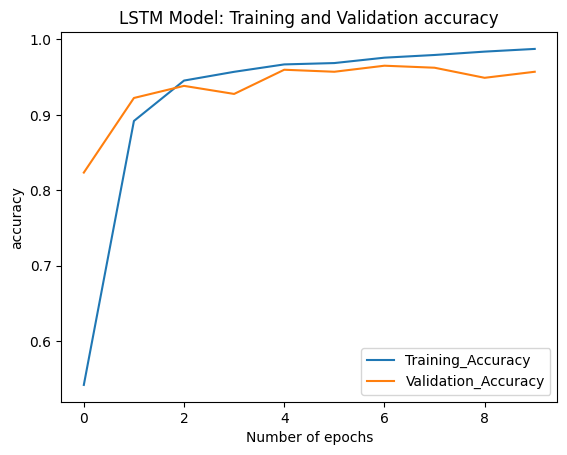 LSTM Model: Training and Validation accuracy
1.0
0.9
0.8
0.7
0.6
accuracy
0 2 4 6 8
Number of epochs
Training_Accuracy
Validation_Accuracy